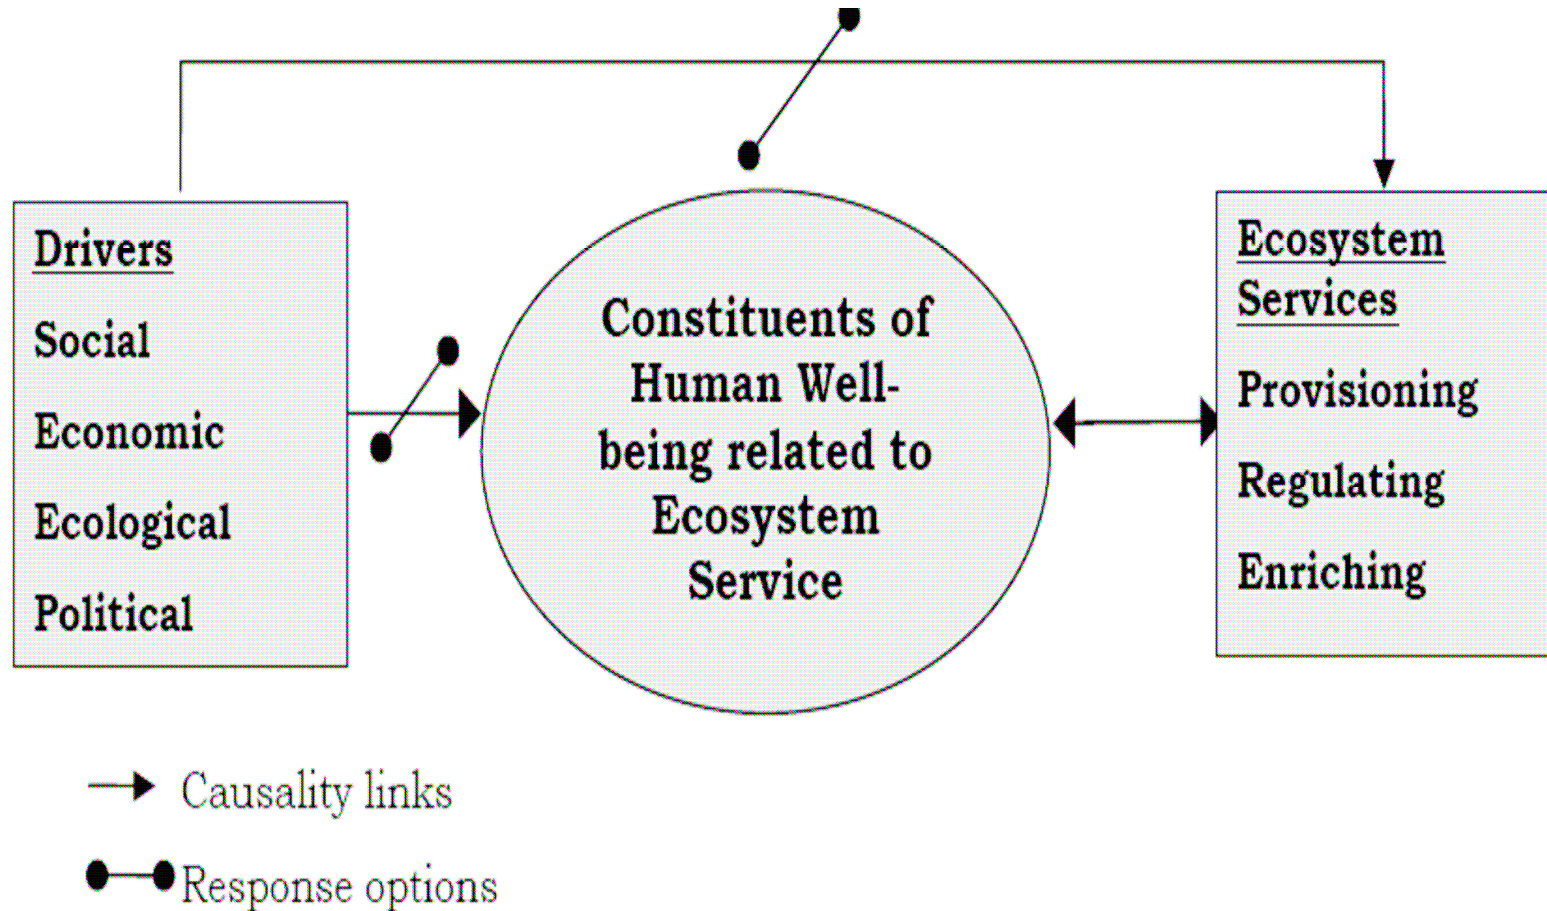 Drivers
Social
Economic
Ecological
Political
Constituents of
Human Well-
being related to
Ecosystem
Service
Ecosystem
Services
Provisioning
Regulating
Enriching
Causality links
Response options